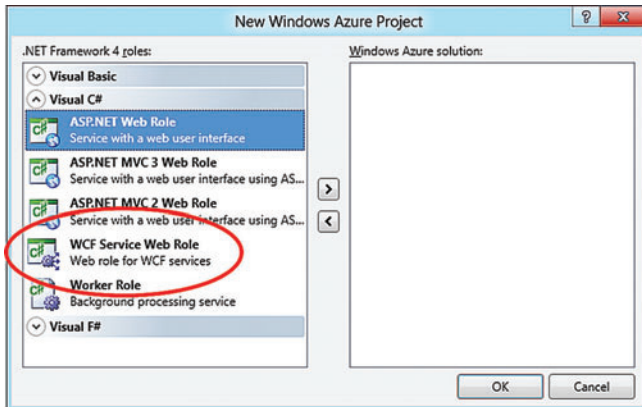 New Windows Azure Project
?
.NET Framework 4 roles:
Windows Azure solution:
Visual Basic
Visual C#
ASP.NET Web Role
Service with a web user interface
ASP.NET MVC 3 Web Role
Service with a web user interface using AS...
ASP.NET MVC 2 Web Role
Service with a web user interface using AS...
WCF Service Web Role
Web role for WCF services
Worker Role
Background processing service
Visual F#
OK
Cancel